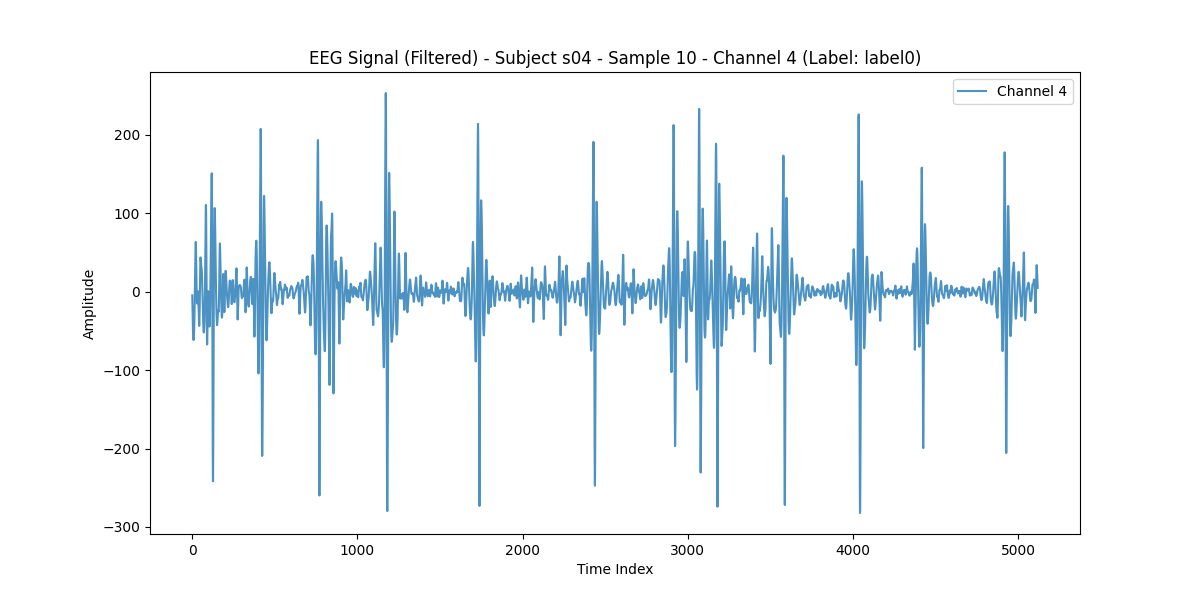 EEG Signal (Filtered) - Subject s04 - Sample 10 - Channel 4 (Label: label0)
Channel 4
200
100
0
−100
−200
−300
Amplitude
0 1000 2000 3000 4000 5000
Time Index